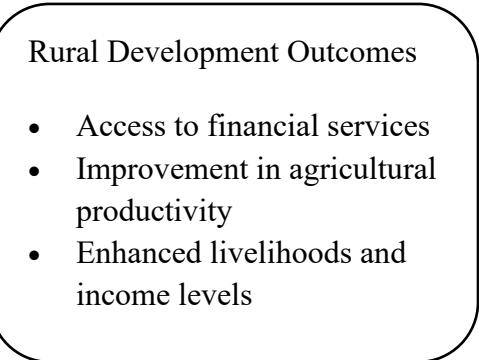 Rural Development Outcomes
• Access to financial services
• Improvement in agricultural
productivity
• Enhanced livelihoods and
income levels